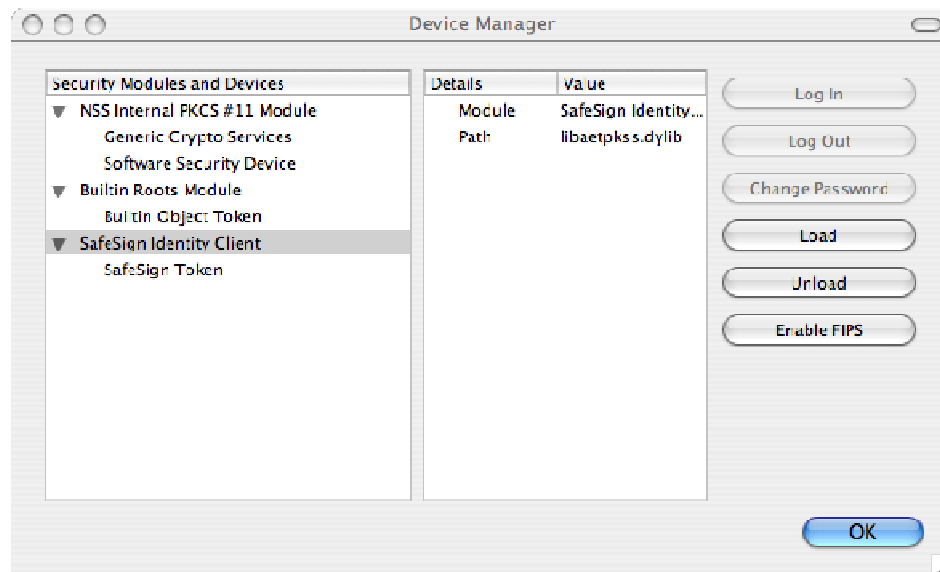 Device Manager
Security Modules and Devices
NSS Internal PKCS #11 Module
Generic Crypto Services
Software Security Device
Builtin Roots Module
Builtin Object Token
SafeSign Identity Client
SafeSign Token
Details Value
Module SafeSign Identity...
Path libaetpkss.dylib
Log In
Log Out
Change Password
Load
Unload
Enable FIPS
OK